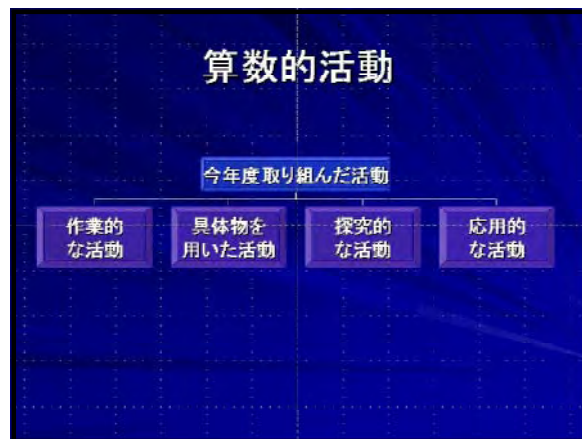 算数的活動
今年度取り組んだ活動
作業的
な活動
具体物を
用いた活動
探究的
な活動
応用的
な活動